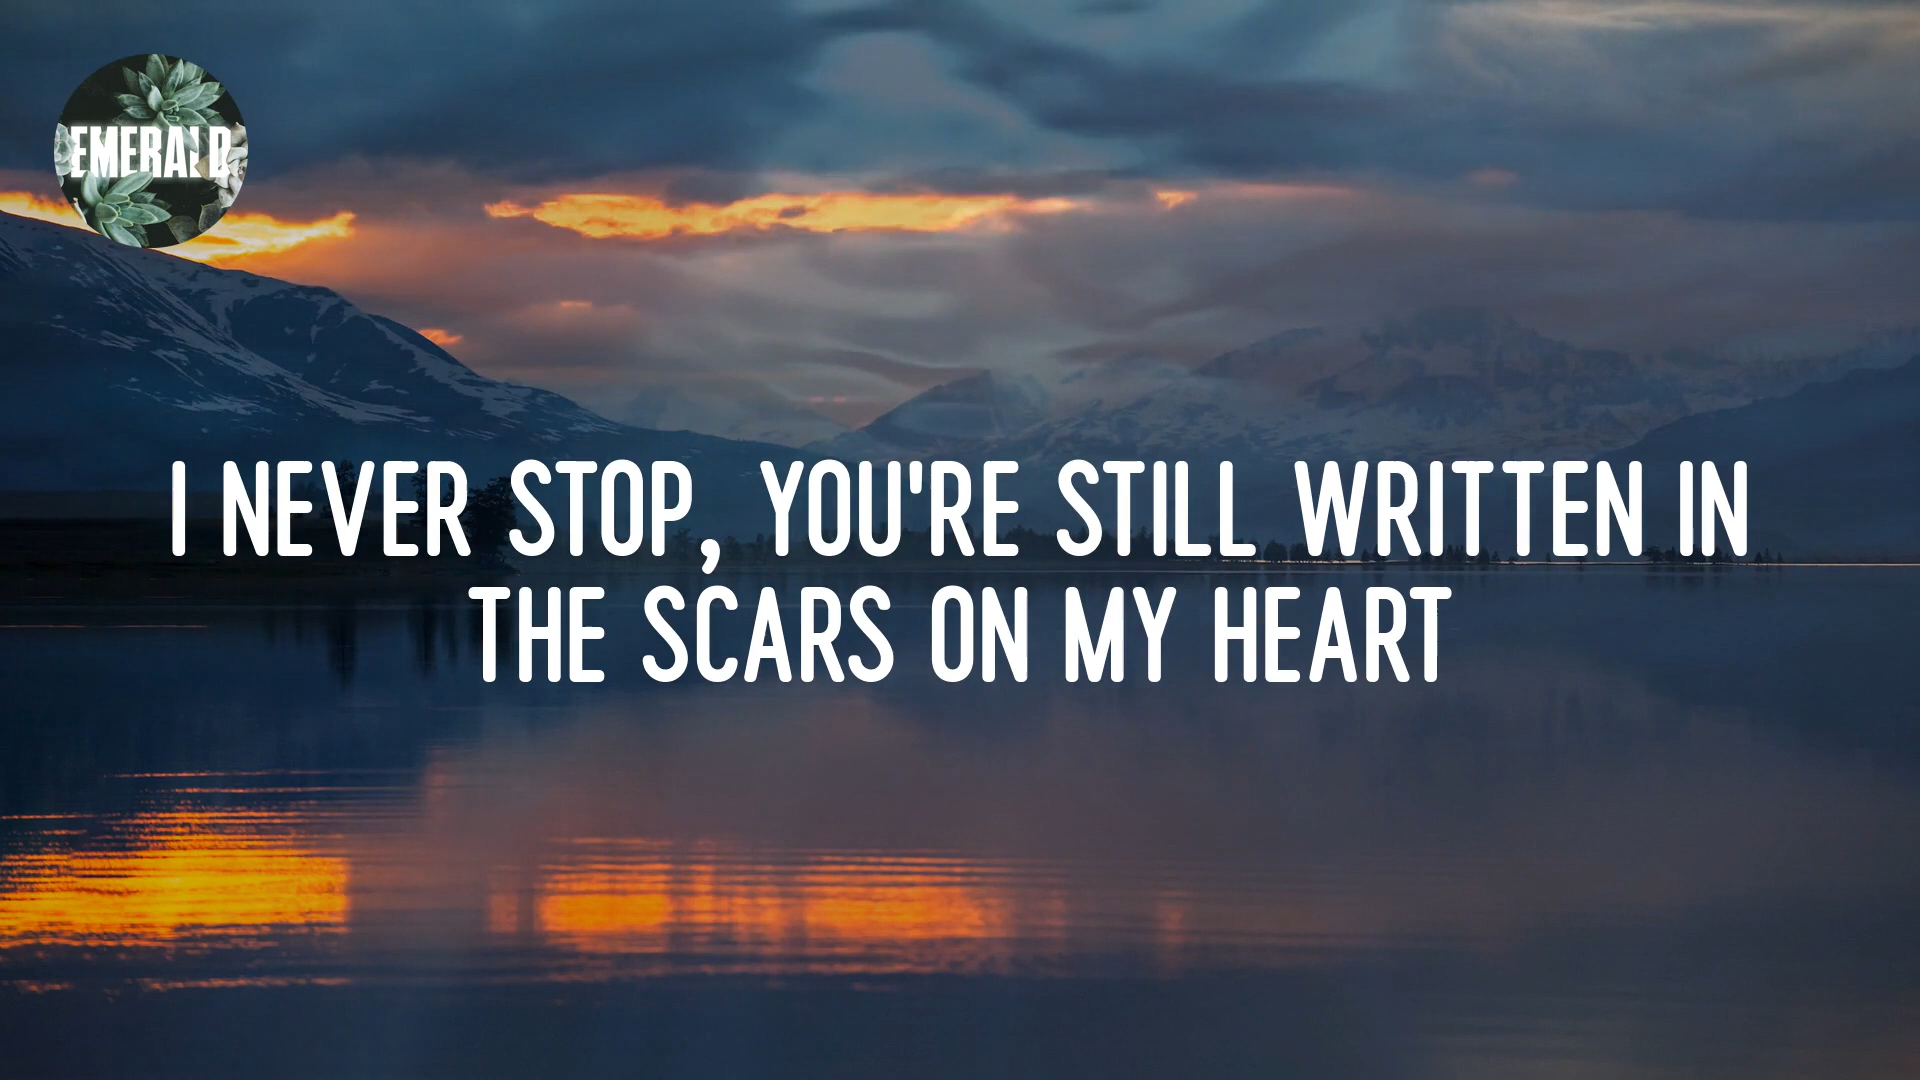 EMERALD
I NEVER STOP, YOU'RE STILL WRITTEN IN
THE SCARS ON MY HEART